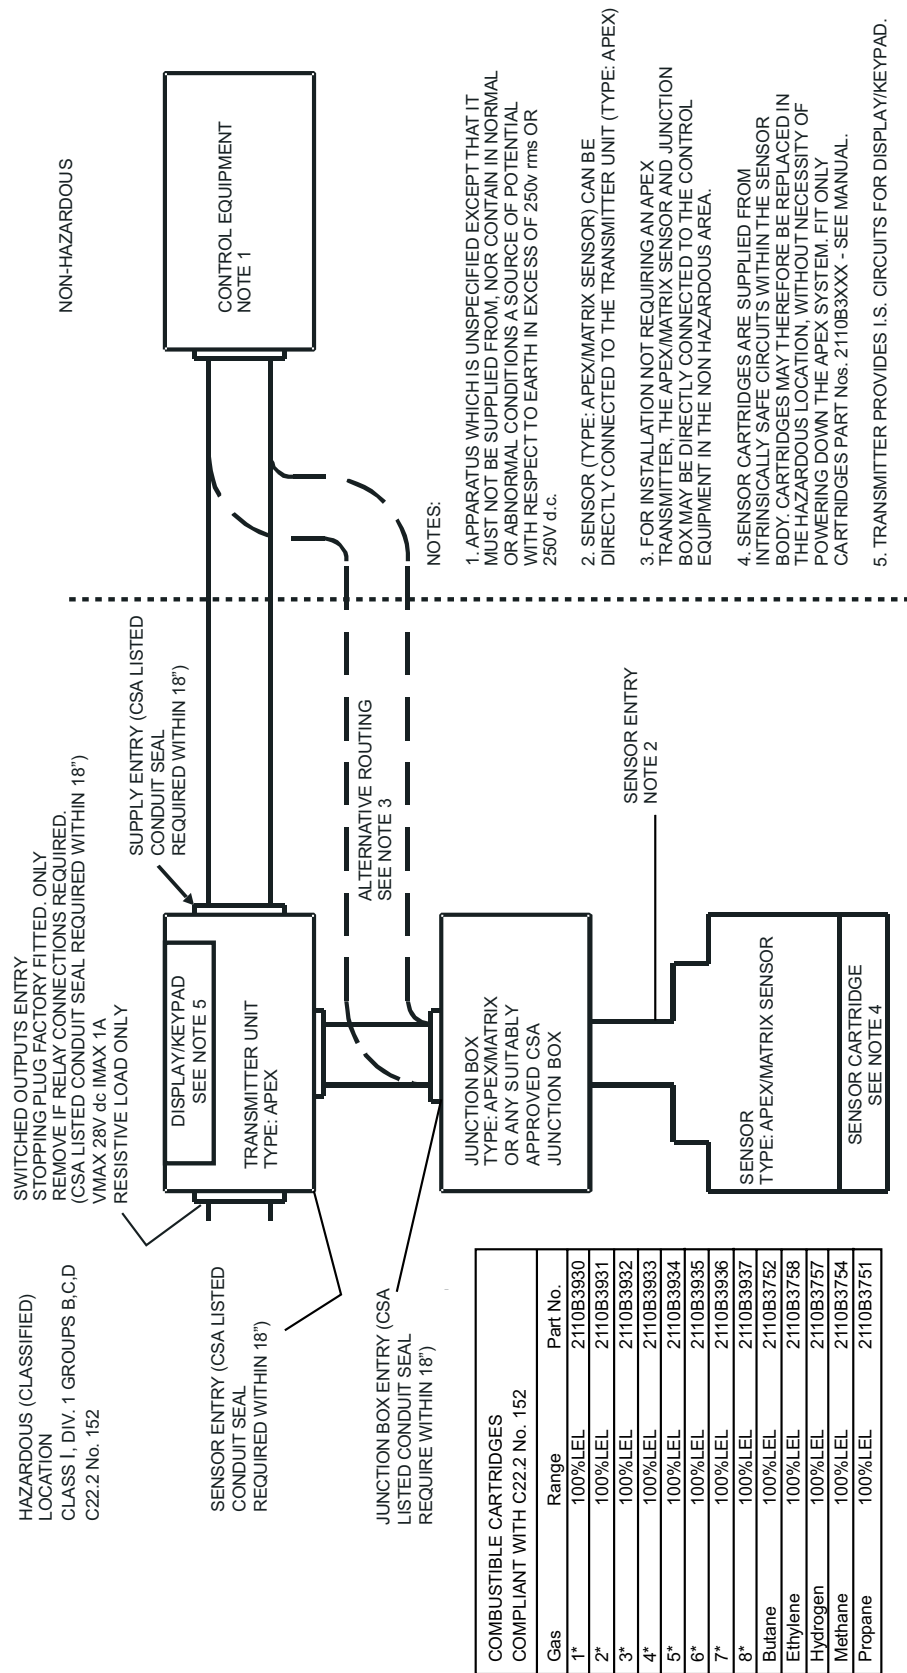 HAZARDOUS (CLASSIFIED)
LOCATION
CLASS I, DIV. 1 GROUPS B,C,D
C22.2 No. 152
SWITCHED OUTPUTS ENTRY
STOPPING PLUG FACTORY FITTED. ONLY
REMOVE IF RELAY CONNECTIONS REQUIRED.
(CSA LISTED CONDUIT SEAL REQUIRED WITHIN 18")
VMAX 28V dc IMAX 1A
RESISTIVE LOAD ONLY
NON-HAZARDOUS
SUPPLY ENTRY (CSA LISTED
CONDUIT SEAL
REQUIRED WITHIN 18")
DISPLAY/KEYPAD
SEE NOTE 5
TRANSMITTER UNIT
TYPE: APEX
CONTROL EQUIPMENT
NOTE 1
SENSOR ENTRY (CSA LISTED
CONDUIT SEAL
REQUIRED WITHIN 18")
ALTERNATIVE ROUTING
SEE NOTE 3
JUNCTION BOX ENTRY (CSA
LISTED CONDUIT SEAL
REQUIRE WITHIN 18")
JUNCTION BOX
TYPE: APEX/MATRIX
OR ANY SUITABLY
APPROVED CSA
JUNCTION BOX
SENSOR ENTRY
NOTE 2
SENSOR
TYPE: APEX/MATRIX SENSOR
SENSOR CARTRIDGE
SEE NOTE 4
NOTES:
1. APPARATUS WHICH IS UNSPECIFIED EXCEPT THAT IT
MUST NOT BE SUPPLIED FROM, NOR CONTAIN IN NORMAL
OR ABNORMAL CONDITIONS A SOURCE OF POTENTIAL
WITH RESPECT TO EARTH IN EXCESS OF 250v rms OR
250V d.c.
2. SENSOR (TYPE: APEX/MATRIX SENSOR) CAN BE
DIRECTLY CONNECTED TO THE TRANSMITTER UNIT (TYPE: APEX)
3. FOR INSTALLATION NOT REQUIRING AN APEX
TRANSMITTER, THE APEX/MATRIX SENSOR AND JUNCTION
BOX MAY BE DIRECTLY CONNECTED TO THE CONTROL
EQUIPMENT IN THE NON HAZARDOUS AREA.
4. SENSOR CARTRIDGES ARE SUPPLIED FROM
INTRINSICALLY SAFE CIRCUITS WITHIN THE SENSOR
BODY. CARTRIDGES MAY THEREFORE BE REPLACED IN
THE HAZARDOUS LOCATION, WITHOUT NECESSITY OF
POWERING DOWN THE APEX SYSTEM. FIT ONLY
CARTRIDGES PART Nos. 2110B3XXX - SEE MANUAL.
5. TRANSMITTER PROVIDES I.S. CIRCUITS FOR DISPLAY/KEYPAD.
COMBUSTIBLE CARTRIDGES
COMPLIANT WITH C22.2 No. 152
Gas Range Part No.
1* 100%LEL 2110B3930
2* 100%LEL 2110B3931
3* 100%LEL 2110B3932
4* 100%LEL 2110B3933
5* 100%LEL 2110B3934
6* 100%LEL 2110B3935
7* 100%LEL 2110B3936
8* 100%LEL 2110B3937
Butane 100%LEL 2110B3752
Ethylene 100%LEL 2110B3758
Hydrogen 100%LEL 2110B3757
Methane 100%LEL 2110B3754
Propane 100%LEL 2110B3751